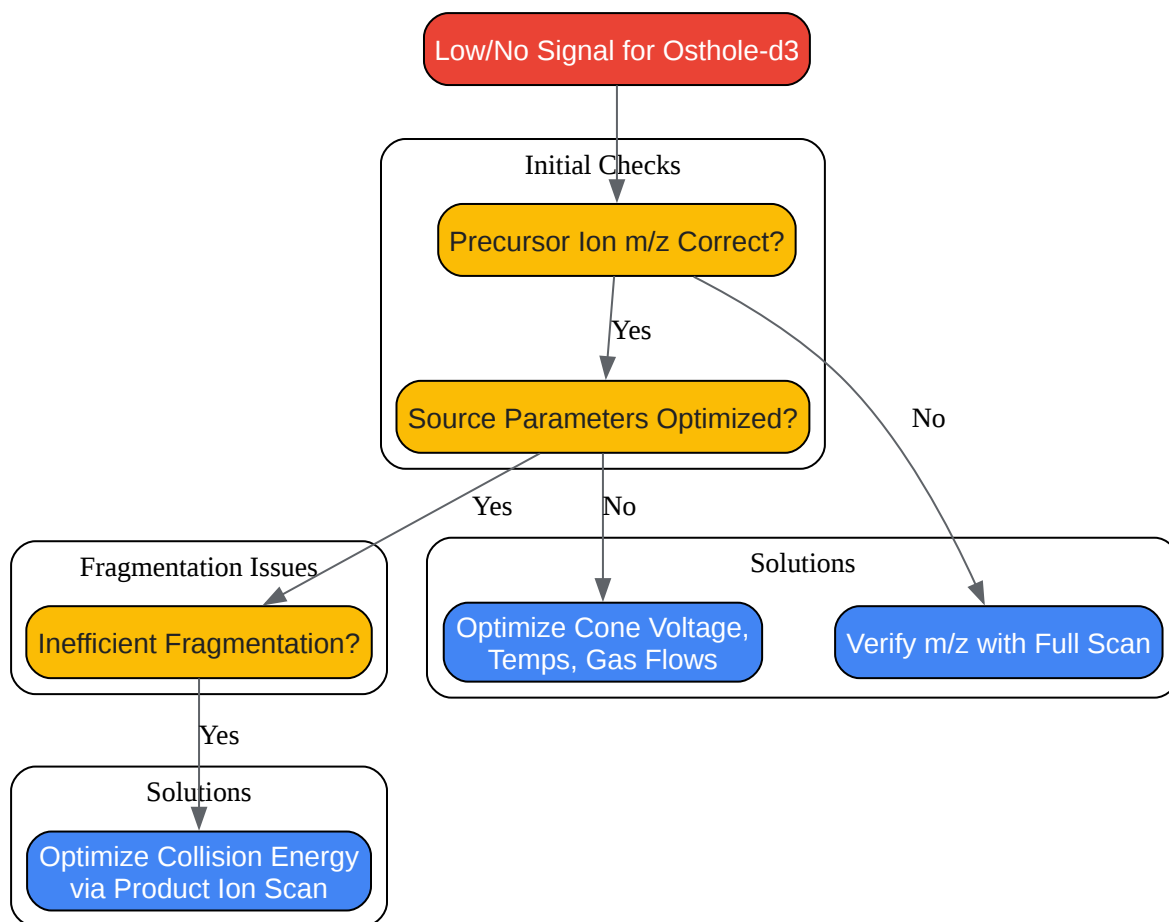 Low/No Signal for Osthole-d3
Initial Checks
Precursor Ion m/z Correct?
Yes
Source Parameters Optimized?
No
Yes
No
Fragmentation Issues
Inefficient Fragmentation?
Solutions
Optimize Cone Voltage,
Temps, Gas Flows
Verify m/z with Full Scan
Yes
Solutions
Optimize Collision Energy
via Product Ion Scan